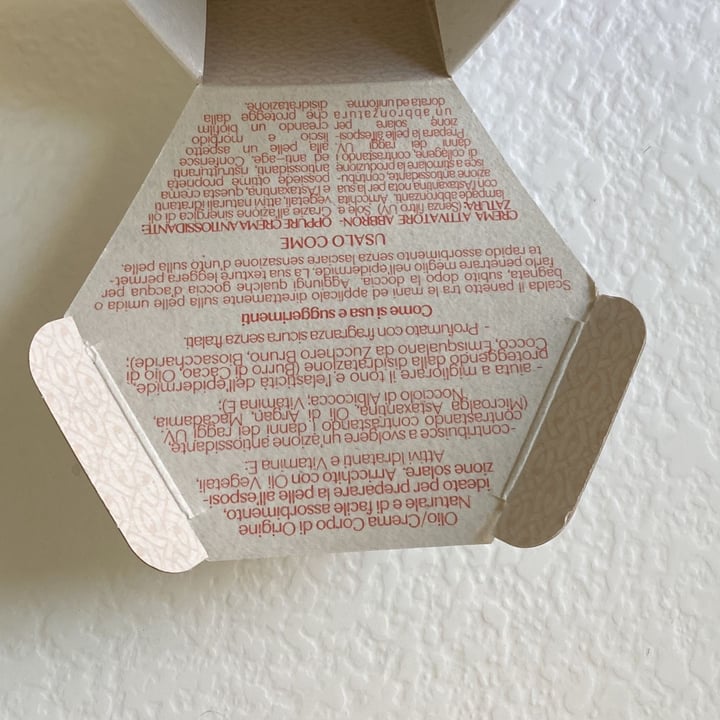 Olio/Crema Corpo di Origine
Naturale e di facile assorbimento,
ideato per preparare la pelle all'esposi-
zione solare. Arricchito con Oli Vegetali,
Attivi Idratanti e Vitamina E:
-contribuisce a svolgere un'azione antiossidante,
contrastando contrastando i danni dei raggi UV
(Microalga Astaxantina, Oli di Argan, Macadamia,
Nocciolo di Albicocca; Vitamina E);
- aiuta a migliorare il tono e l'elasticità dell'epidermide,
proteggendo dalla disidratazione (Burro di Cacao, Olio di
Cocco, Emisqualano da Zucchero Bruno, Biosaccharide);
- Profumato con fragranza sicura senza ftalati.
Come si usa e suggerimenti
Scalda il panetto tra le mani ed applicalo direttamente sulla pelle o umida o
bagnata, subito dopo la doccia. Aggiungi qualche goccia d'acqua per
farlo penetrare meglio nell'epidermide. La sua texture leggera permet-
te rapido assorbimento senza lasciare sensazione d'unto sulla pelle.
USALO COME
CREMA ATTIVATORE ABBRON-
ZATURA: (Senza filtro UV) Sole e
lampade abbronzanti. Arricchita
con l'Astaxantina nota per la sua
azione antiossidante, contribu-
isce a stimolare la produzione
di collagene, contrastando i
danni dei raggi UV.
Prepara la pelle all'esposi-
zione solare per
un'abbronzatura
dorata ed uniforme.
OPPURE CREMA ANTIOSSIDANTE:
Grazie all'azione sinergica di oli
vegetali, attivi naturali idratanti
e l'Astaxantina, questa crema
possiede ottime proprietà
antiossidanti, ristrutturanti
ed anti-age. Conferisce
alla pelle un aspetto
liscio e morbido
creando un biofilm
che protegge dalla
disidratazione.